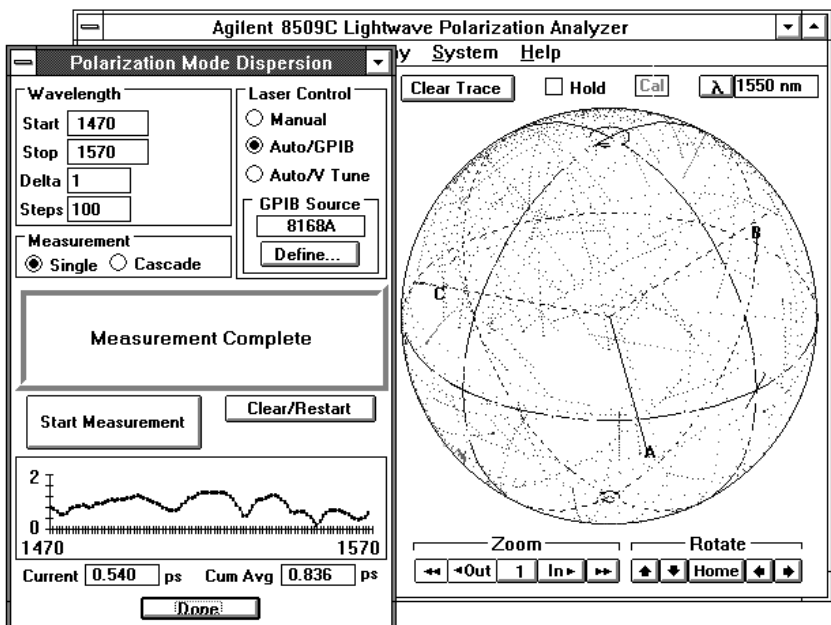 Agilent 8509C Lightwave Polarization Analyzer
y System Help
Polarization Mode Dispersion
Clear Trace Hold Cal λ 1550 nm
Wavelength
Start 1470
Stop 1570
Delta 1
Steps 100
Laser Control
Manual
Auto/GPIB
Auto/V Tune
GPIB Source
8168A
Define...
Measurement
Single Cascade
Measurement Complete
Start Measurement
Clear/Restart
2
0
1470 1570
Current 0.540 ps Cum Avg 0.836 ps
Done
B
C
A
Zoom
Out 1 In
Rotate
Home